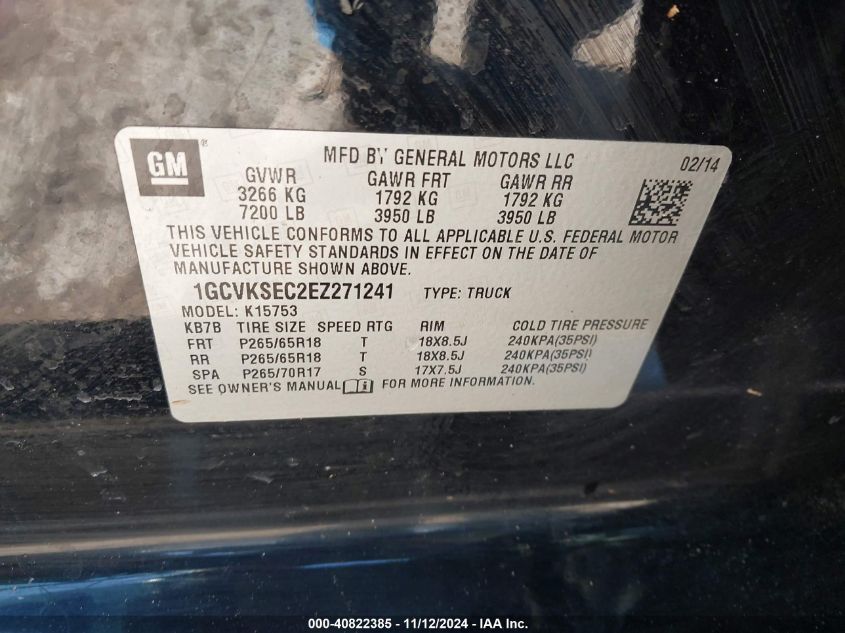 GM ®
MFD BY GENERAL MOTORS LLC 02/14
GVWR GAWR FRT GAWR RR
3266 KG 1792 KG 1792 KG
7200 LB 3950 LB 3950 LB
THIS VEHICLE CONFORMS TO ALL APPLICABLE U.S. FEDERAL MOTOR
VEHICLE SAFETY STANDARDS IN EFFECT ON THE DATE OF
MANUFACTURE SHOWN ABOVE.
1GCVKSEC2EZ271241 TYPE: TRUCK
MODEL: K15753
KB7B TIRE SIZE SPEED RTG RIM COLD TIRE PRESSURE
FRT P265/65R18 T 18X8.5J 240KPA(35PSI)
RR P265/65R18 T 18X8.5J 240KPA(35PSI)
SPA P265/70R17 S 17X7.5J 240KPA(35PSI)
SEE OWNER'S MANUAL FOR MORE INFORMATION.
000-40822385 - 11/12/2024 - IAA Inc.